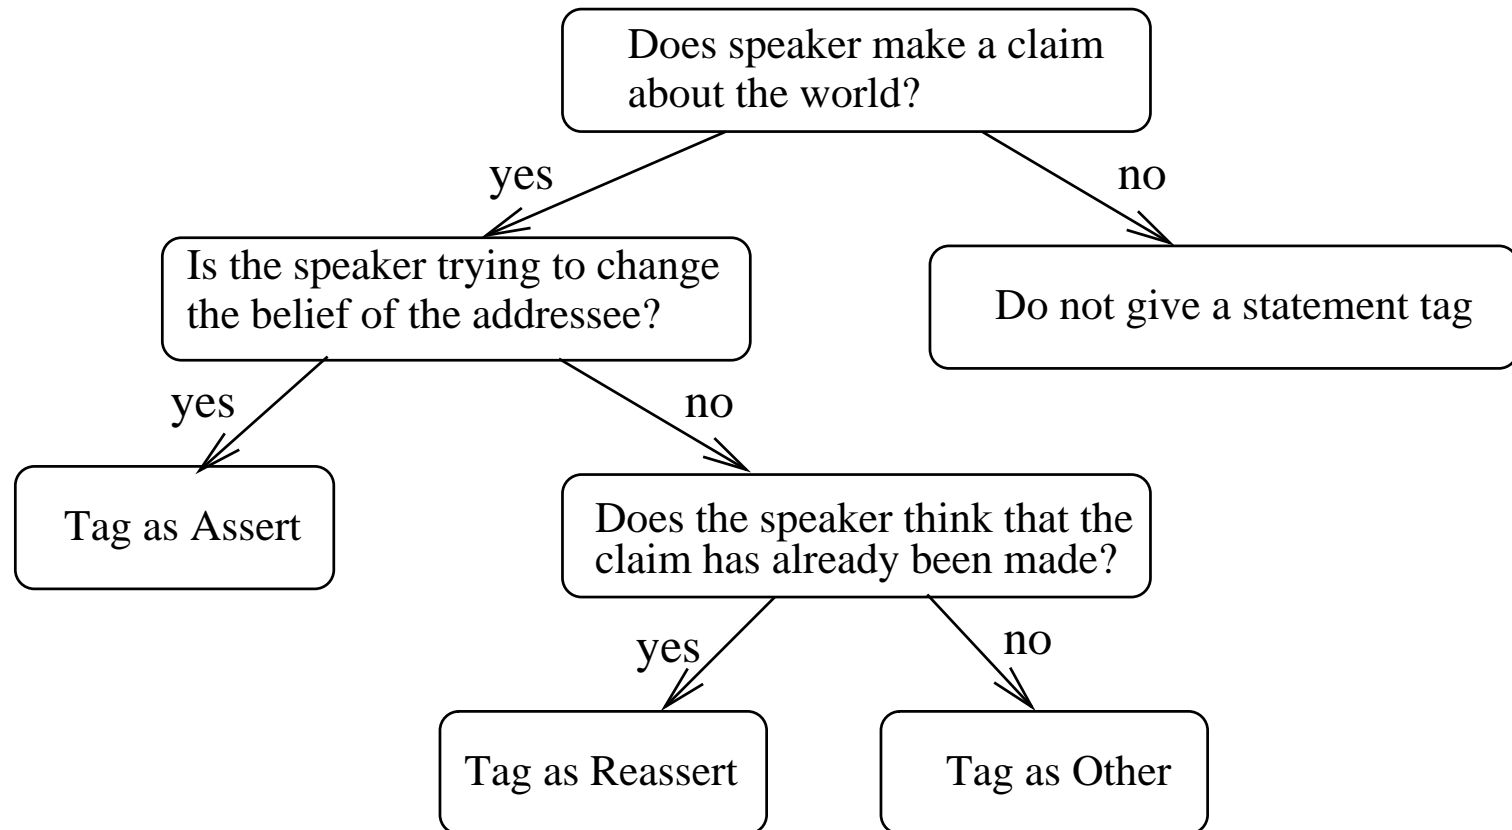 Does speaker make a claim
about the world?
yes
no
Is the speaker trying to change
the belief of the addressee?
Do not give a statement tag
yes
no
Tag as Assert
Does the speaker think that the
claim has already been made?
yes
no
Tag as Reassert
Tag as Other